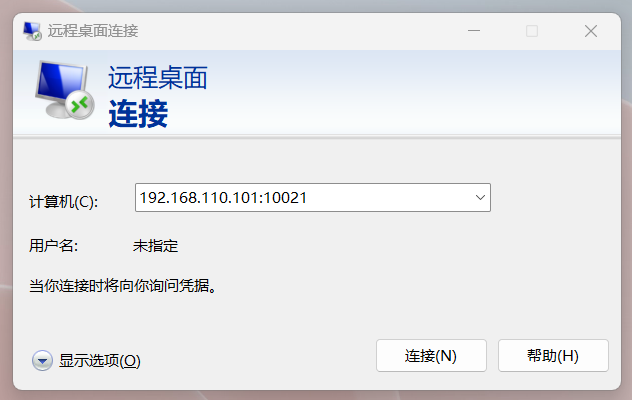 远程桌面连接
远程桌面
连接
计算机(C): 192.168.110.101:10021
用户名: 未指定
当你连接时将向你询问凭据。
显示选项(O) 连接(N) 帮助(H)